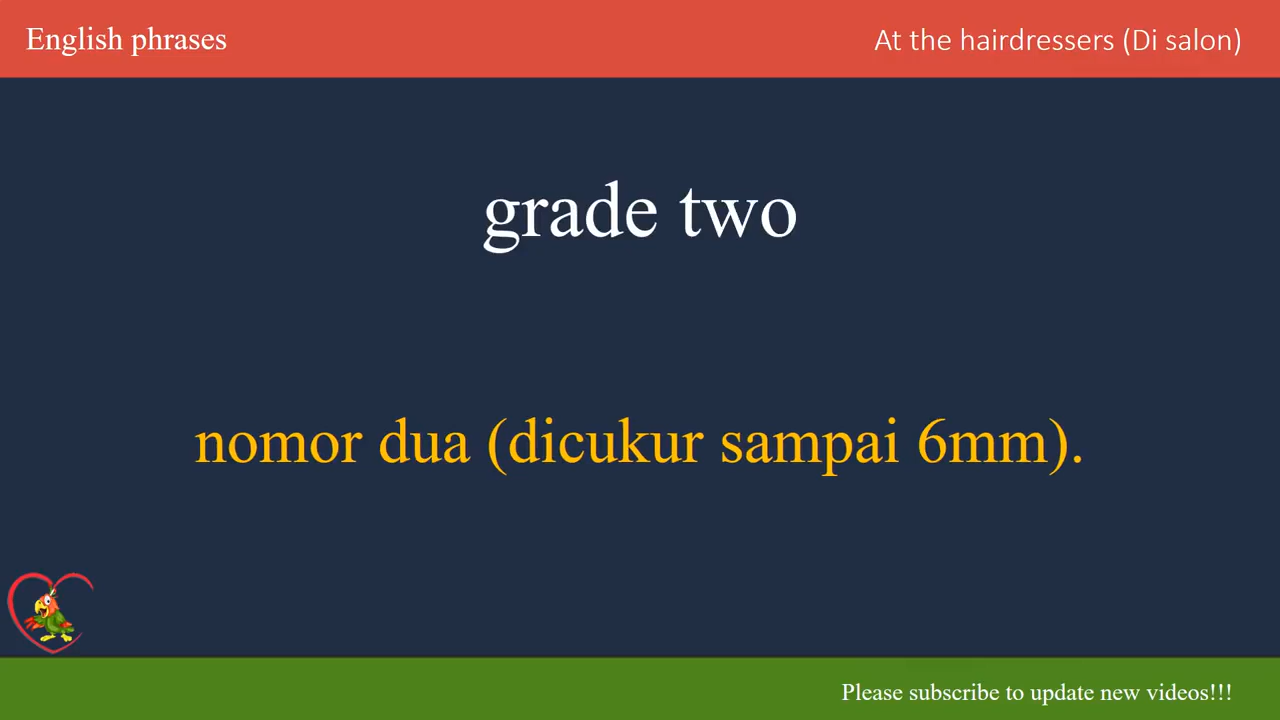 English phrases
At the hairdressers (Di salon)
grade two
nomor dua (dicukur sampai 6mm).
Please subscribe to update new videos!!!